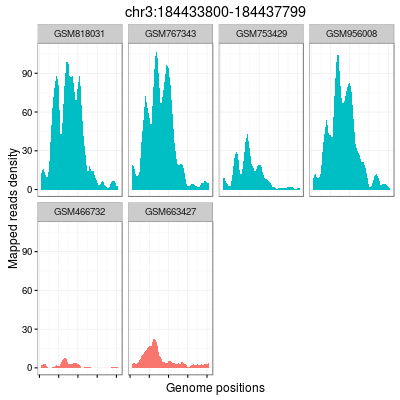 chr3:184433800-184437799
GSM818031 GSM767343 GSM753429 GSM956008
90
60
30
0
GSM466732 GSM663427
90
60
30
0
Mapped reads density
Genome positions